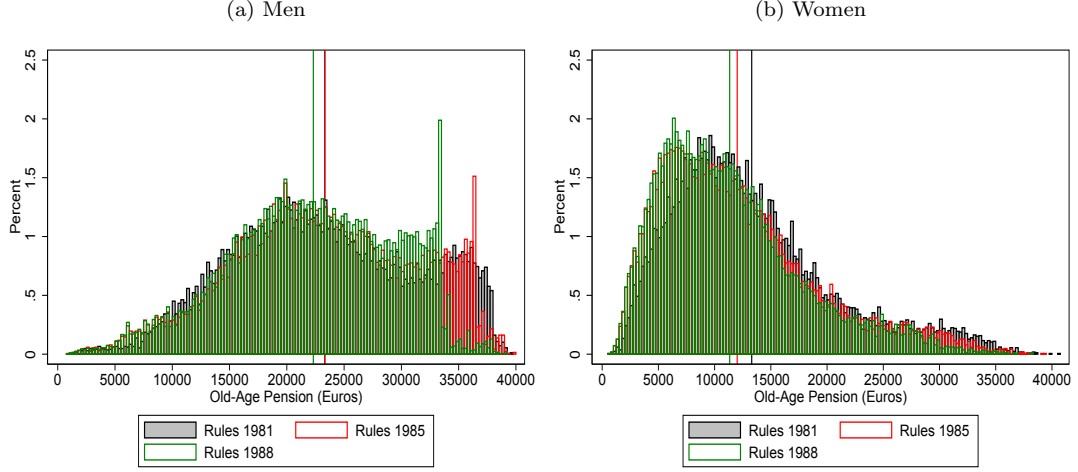 (a) Men
2.5
2
1.5
1
.5
0
Percent
0 5000 10000 15000 20000 25000 30000 35000 40000
Old-Age Pension (Euros)
Rules 1981 Rules 1985
Rules 1988
(b) Women
2.5
2
1.5
1
.5
0
Percent
0 5000 10000 15000 20000 25000 30000 35000 40000
Old-Age Pension (Euros)
Rules 1981 Rules 1985
Rules 1988